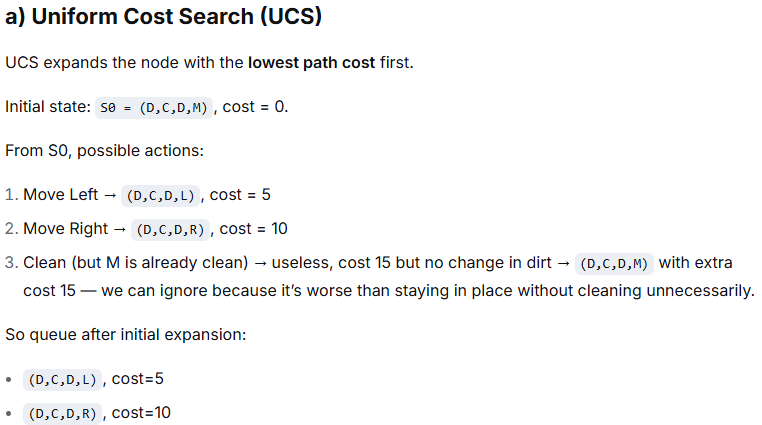 a) Uniform Cost Search (UCS)
UCS expands the node with the lowest path cost first.
Initial state: S0 = (D,C,D,M) , cost = 0.
From S0, possible actions:
1. Move Left → (D,C,D,L) , cost = 5
2. Move Right → (D,C,D,R) , cost = 10
3. Clean (but M is already clean) → useless, cost 15 but no change in dirt → (D,C,D,M) with extra
cost 15 — we can ignore because it’s worse than staying in place without cleaning unnecessarily.
So queue after initial expansion:
• (D,C,D,L) , cost=5
• (D,C,D,R) , cost=10